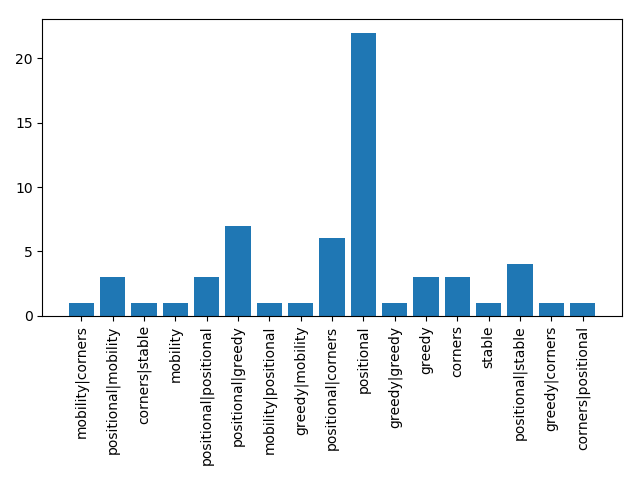 20
15
10
5
0
mobility|corners
positional|mobility
corners|stable
mobility
positional|positional
positional|greedy
mobility|positional
greedy|mobility
positional|corners
positional
greedy|greedy
greedy
corners
stable
positional|stable
greedy|corners
corners|positional